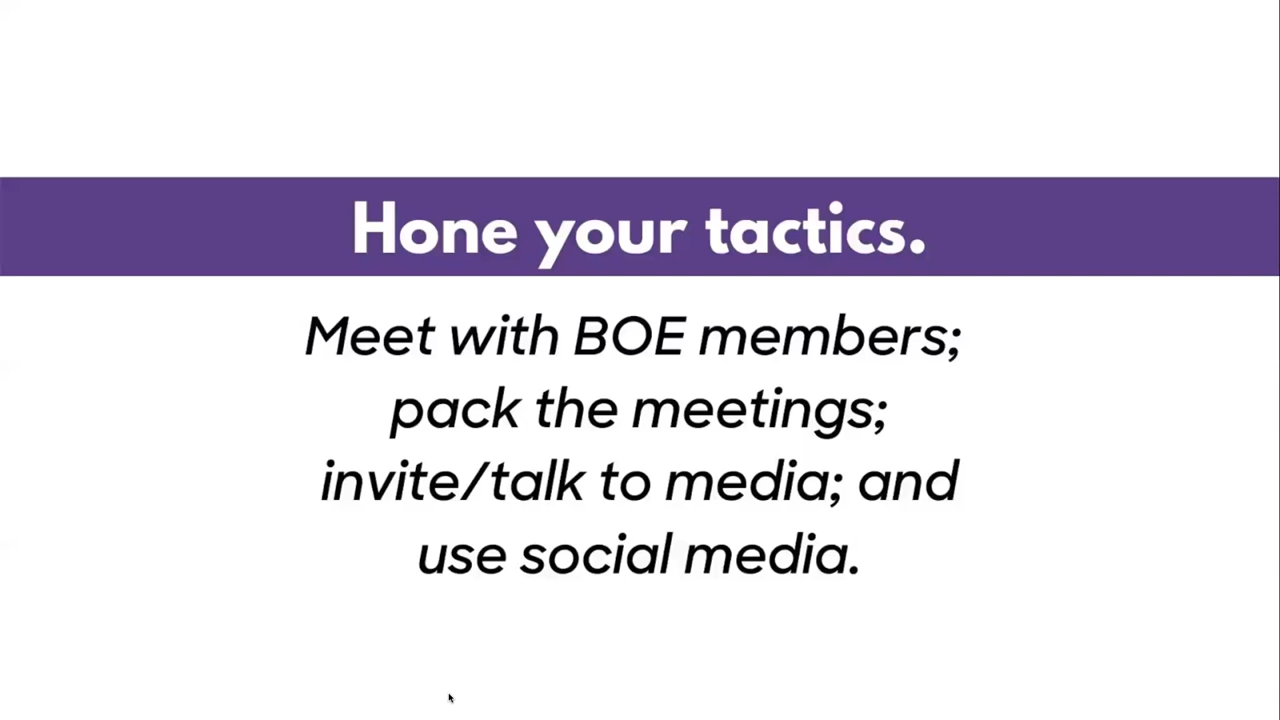 Hone your tactics.
Meet with BOE members;
pack the meetings;
invite/talk to media; and
use social media.